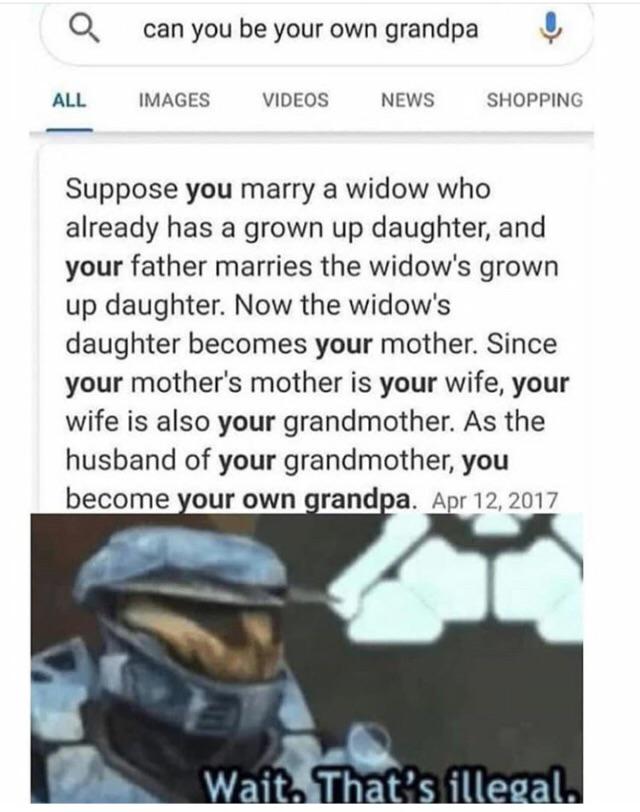 can you be your own grandpa
ALL IMAGES VIDEOS NEWS SHOPPING
Suppose you marry a widow who
already has a grown up daughter, and
your father marries the widow's grown
up daughter. Now the widow's
daughter becomes your mother. Since
your mother's mother is your wife, your
wife is also your grandmother. As the
husband of your grandmother, you
become your own grandpa. Apr 12, 2017
Wait. That's illegal.